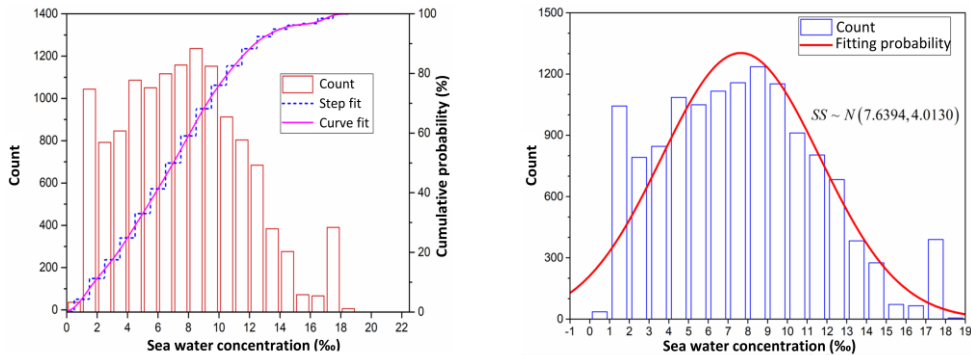 1400
1200
1000
800
600
400
200
0
Count
0 2 4 6 8 10 12 14 16 18 20 22
Sea water concentration (‰)
100
80
60
40
20
0
Cumulative probability (%)
Count
Step fit
Curve fit
1500
1200
900
600
300
0
Count
-1 0 1 2 3 4 5 6 7 8 9 10 11 12 13 14 15 16 17 18 19
Sea water concentration (‰)
Count
Fitting probability
SS ~ N(7.6394,4.0130)